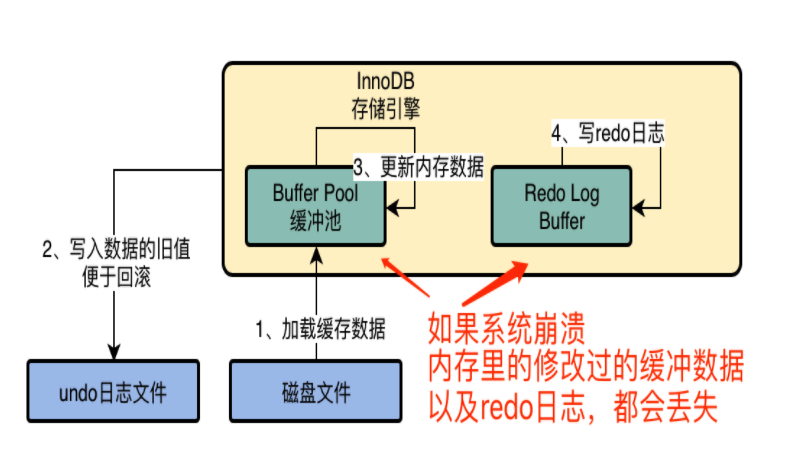 InnoDB
存储引擎
4、写redo日志
3、更新内存数据
Buffer Pool
缓冲池
Redo Log
Buffer
2、写入数据的旧值
便于回滚
1、加载缓存数据
如果系统崩溃
内存里的修改过的缓冲数据
以及redo日志，都会丢失
undo日志文件
磁盘文件